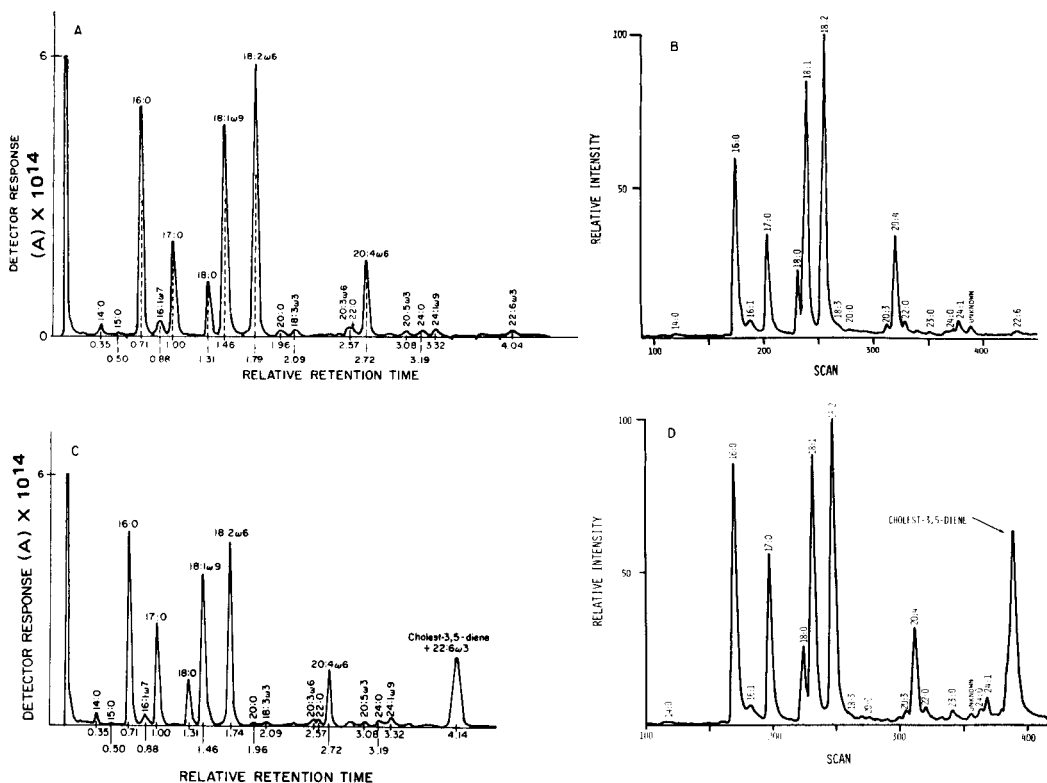 A
DETECTOR RESPONSE
(A) X 10¹⁴
6
0
14:0
15:0
16:0
16:1ω7
17:0
18:0
18:1ω9
18:2ω6
20:0
18:3ω3
20:3ω6
22:0
20:4ω6
20:5ω3
24:0
24:1ω9
22:6ω3
0.35 0.71 1.00 1.46 1.96 2.57 3.08 3.32 4.04
0.50 0.88 1.31 1.79 2.09 2.72 3.19
RELATIVE RETENTION TIME
B
RELATIVE INTENSITY
100
50
14:0
16:0
16:1
17:0
18:0
18:1
18:2
18:3
20:0
20:3
20:4
22:0
23:0
24:0
24:1
UNKNOWN
22:6
100 200 300 400
SCAN
C
DETECTOR RESPONSE (A) X 10¹⁴
6
14:0
15:0
16:0
16:1ω7
17:0
18:0
18:1ω9
18:2ω6
20:0
18:3ω3
20:3ω6
22:0
20:4ω6
20:5ω3
24:0
24:1ω9
Cholest-3,5-diene
+ 22:6ω3
0.35 0.71 1.00 1.31 1.74 2.09 2.57 3.08 3.32 4.14
0.50 0.88 1.46 1.96 2.72 3.19
RELATIVE RETENTION TIME
D
RELATIVE INTENSITY
100
50
14:0
16:0
16:1
17:0
18:0
18:1
18:3
20:0
20:3
20:4
22:0
23:0
UNKNOWN
24:0
24:1
CHOLEST-3,5-DIENE
100 200 300 400
SCAN